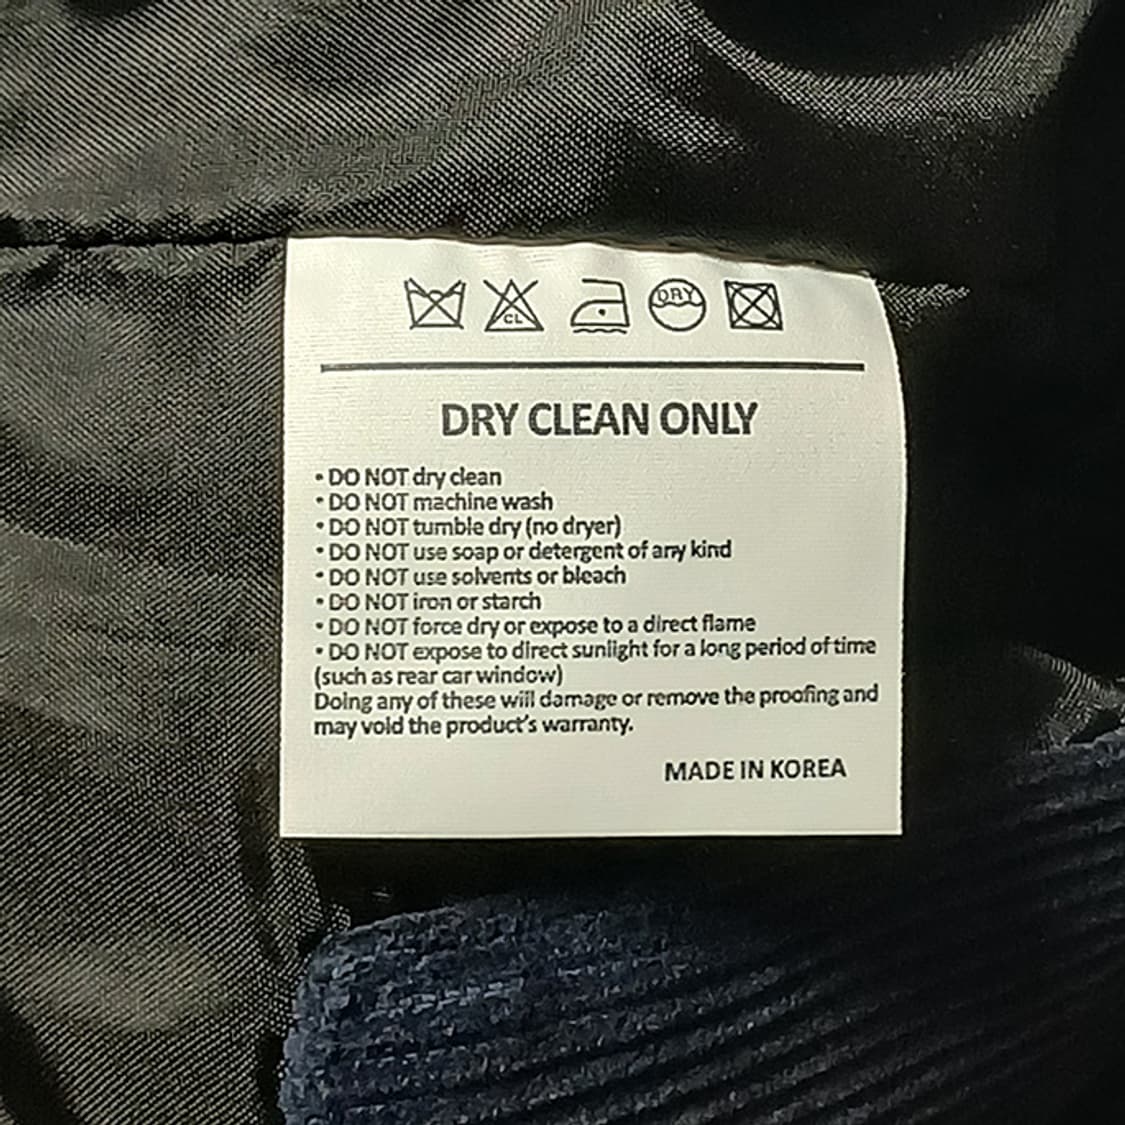 CL DRY
DRY CLEAN ONLY
• DO NOT dry clean
• DO NOT machine wash
• DO NOT tumble dry (no dryer)
• DO NOT use soap or detergent of any kind
• DO NOT use solvents or bleach
• DO NOT iron or starch
• DO NOT force dry or expose to a direct flame
• DO NOT expose to direct sunlight for a long period of time
(such as rear car window)
Doing any of these will damage or remove the proofing and
may void the product's warranty.
MADE IN KOREA